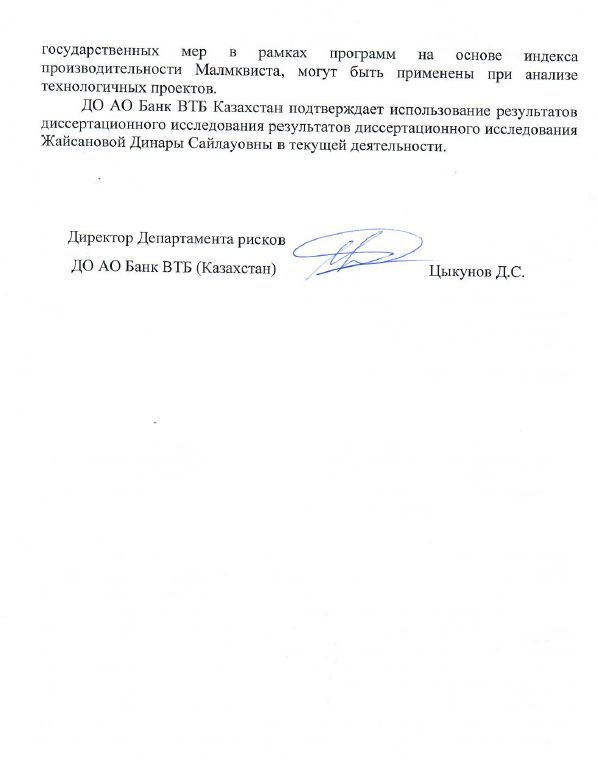 государственных мер в рамках программ на основе индекса
производительности Малмквиста, могут быть применены при анализе
технологичных проектов.
ДО АО Банк ВТБ Казахстан подтверждает использование результатов
диссертационного исследования результатов диссертационного исследования
Жайсановой Динары Сайлауовны в текущей деятельности.
Директор Департамента рисков
ДО АО Банк ВТБ (Казахстан)
Цыкунов Д.С.